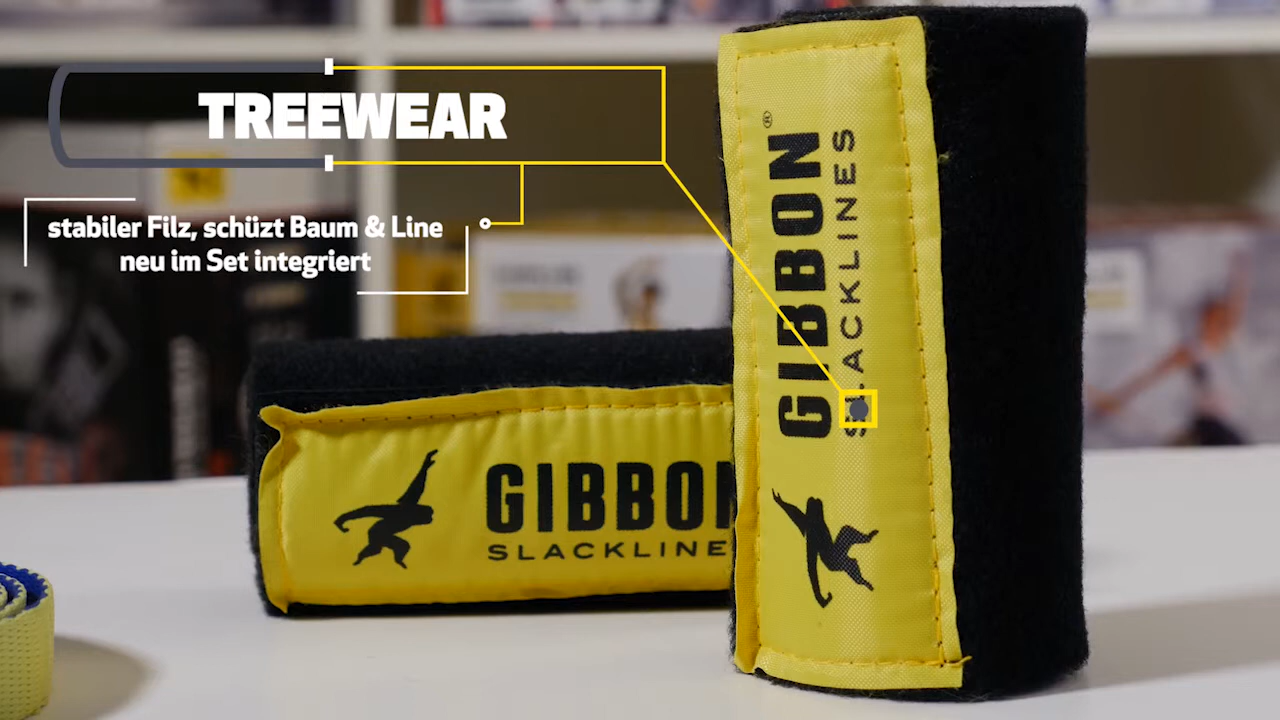 TREEWEAR
stabiler Filz, schüzt Baum & Line
neu im Set integriert
GIBBON
SLACKLINE
GIBBON®
SLACKLINES